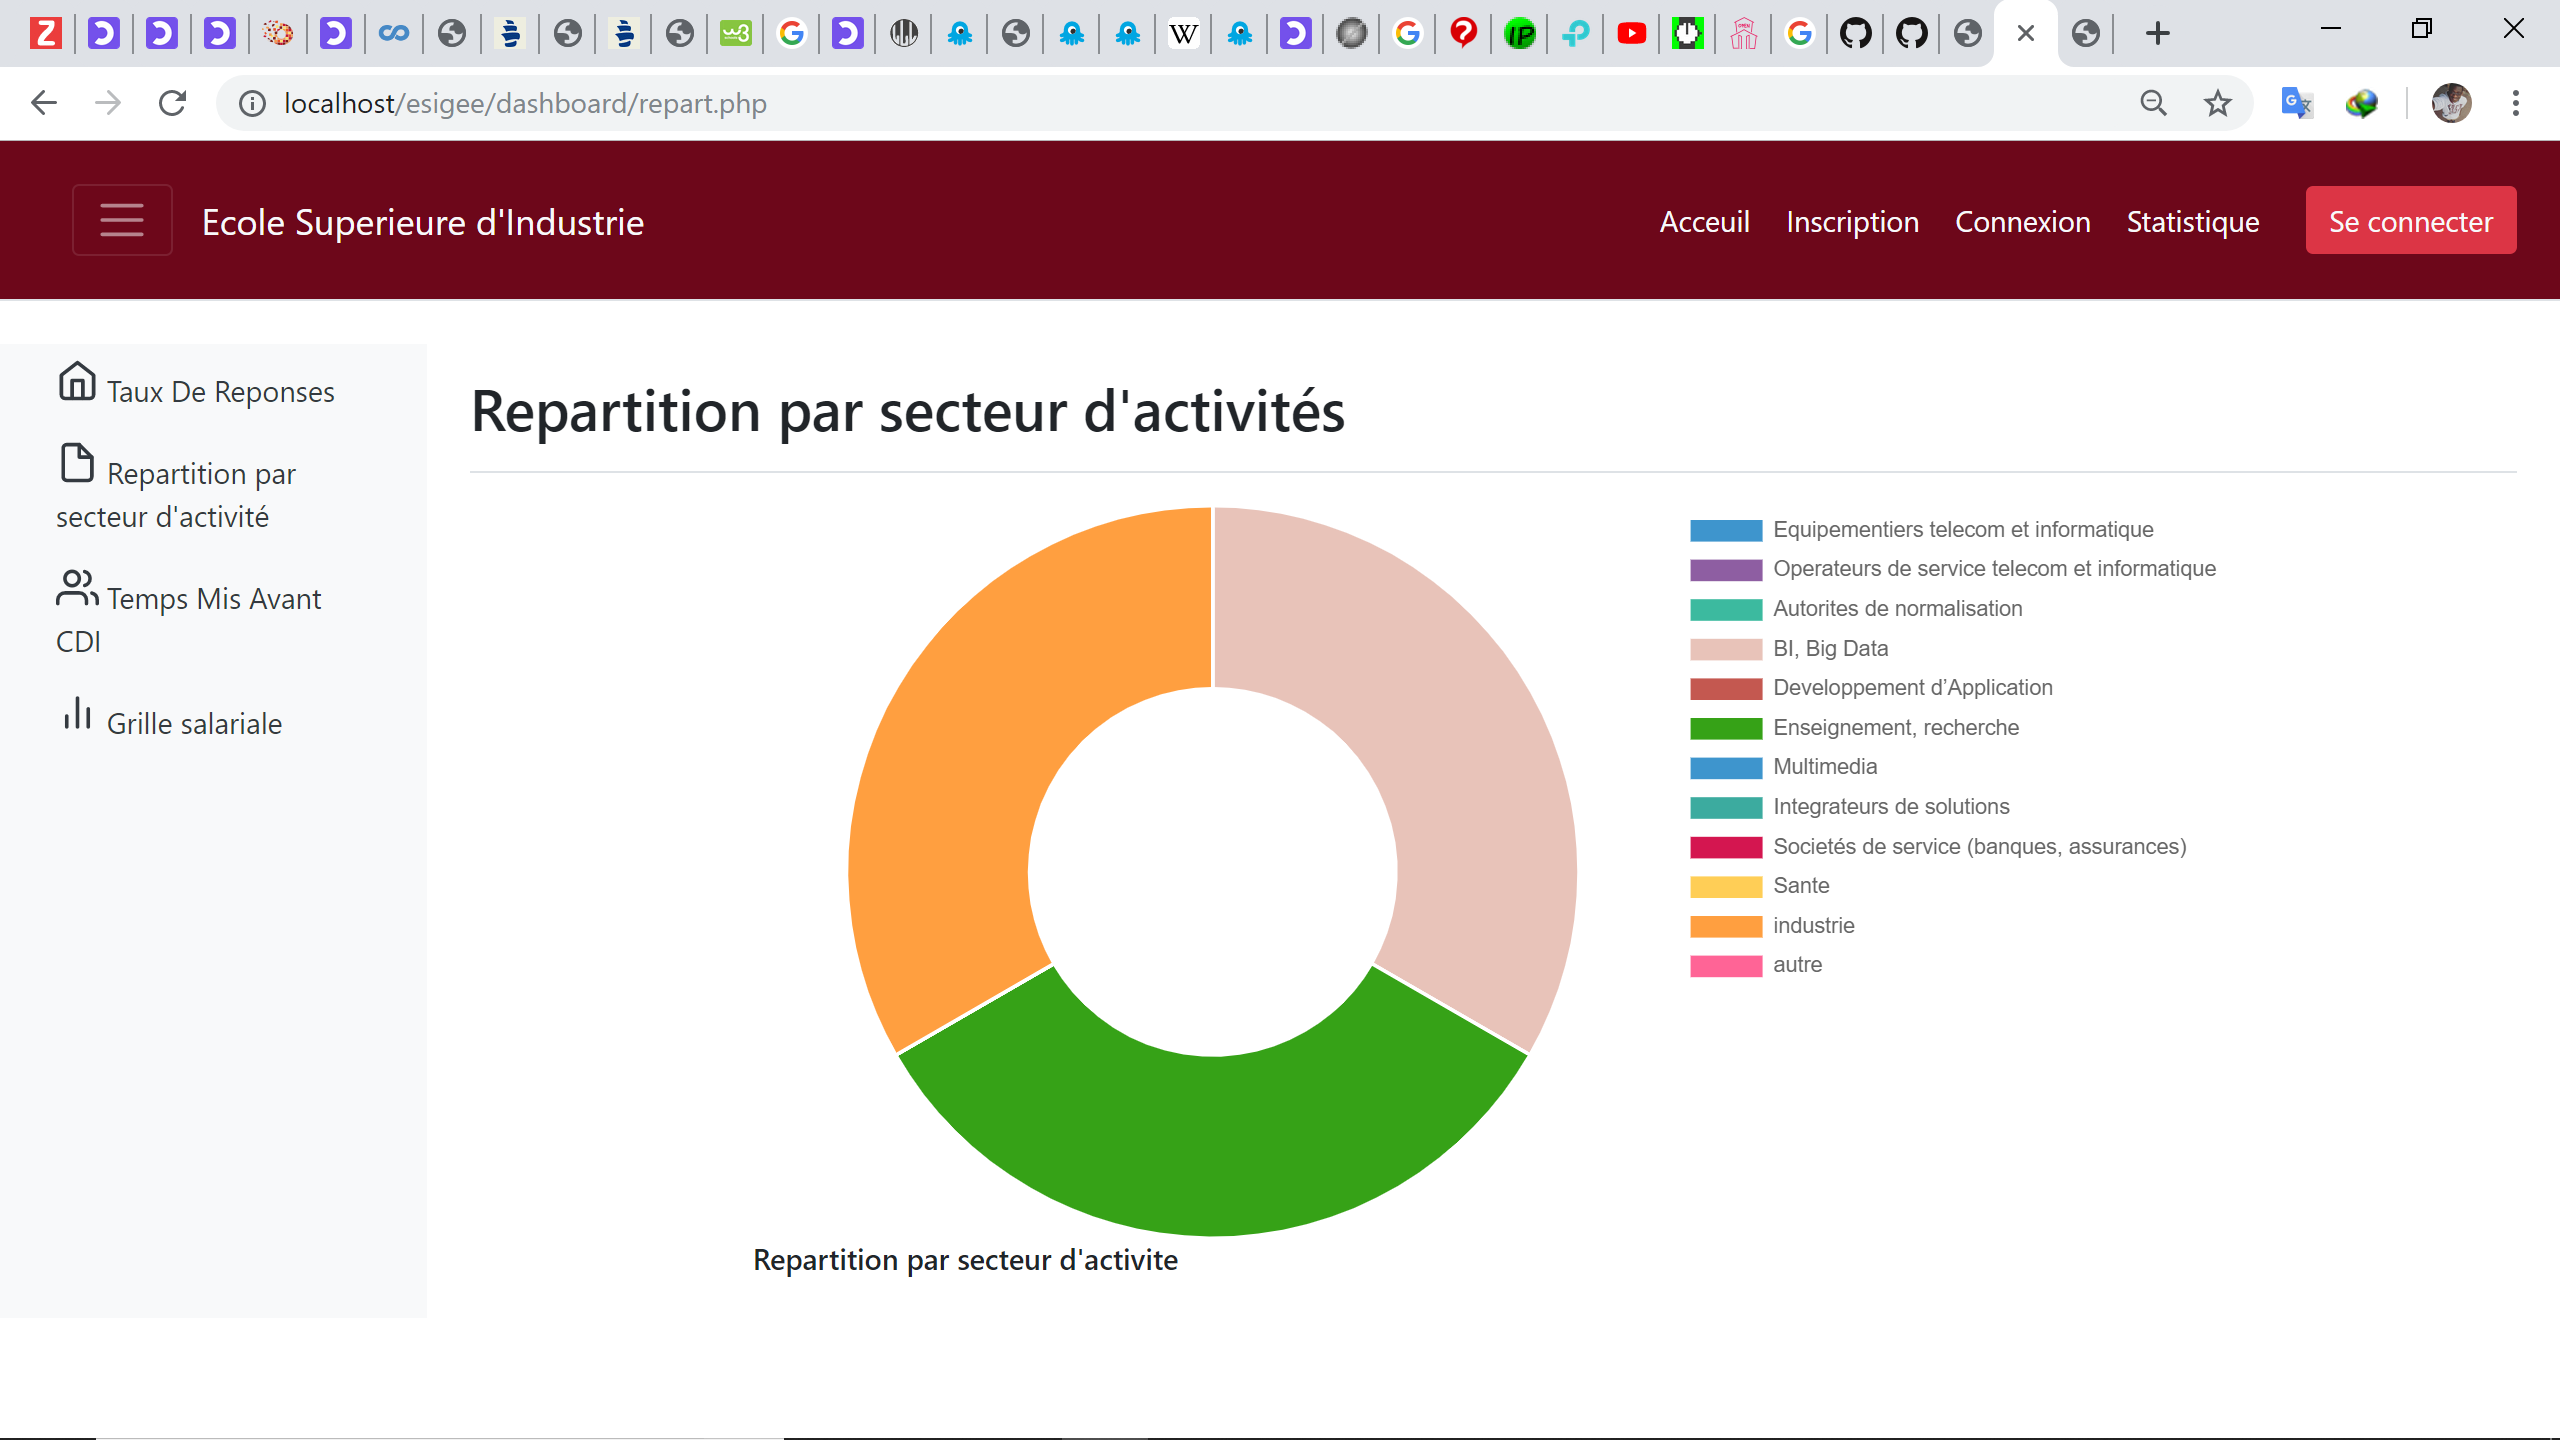 localhost/esigee/dashboard/repart.php
Ecole Superieure d'Industrie
Acceuil
Inscription
Connexion
Statistique
Se connecter
Taux De Reponses
Repartition par
secteur d'activité
Temps Mis Avant
CDI
Grille salariale
Repartition par secteur d'activités
Equipementiers telecom et informatique
Operateurs de service telecom et informatique
Autorites de normalisation
BI, Big Data
Developpement d’Application
Enseignement, recherche
Multimedia
Integrateurs de solutions
Societés de service (banques, assurances)
Sante
industrie
autre
Repartition par secteur d'activite